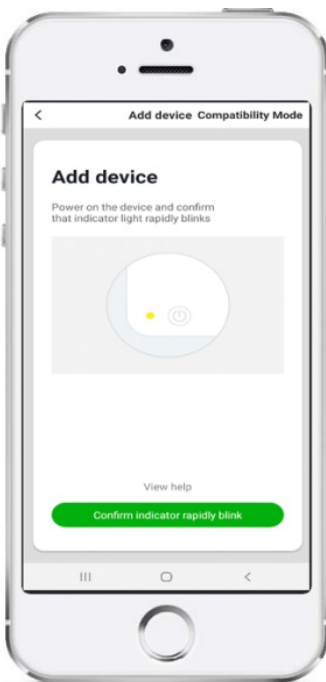 Add device Compatibility Mode
Add device
Power on the device and confirm
that indicator light rapidly blinks
View help
Confirm indicator rapidly blink